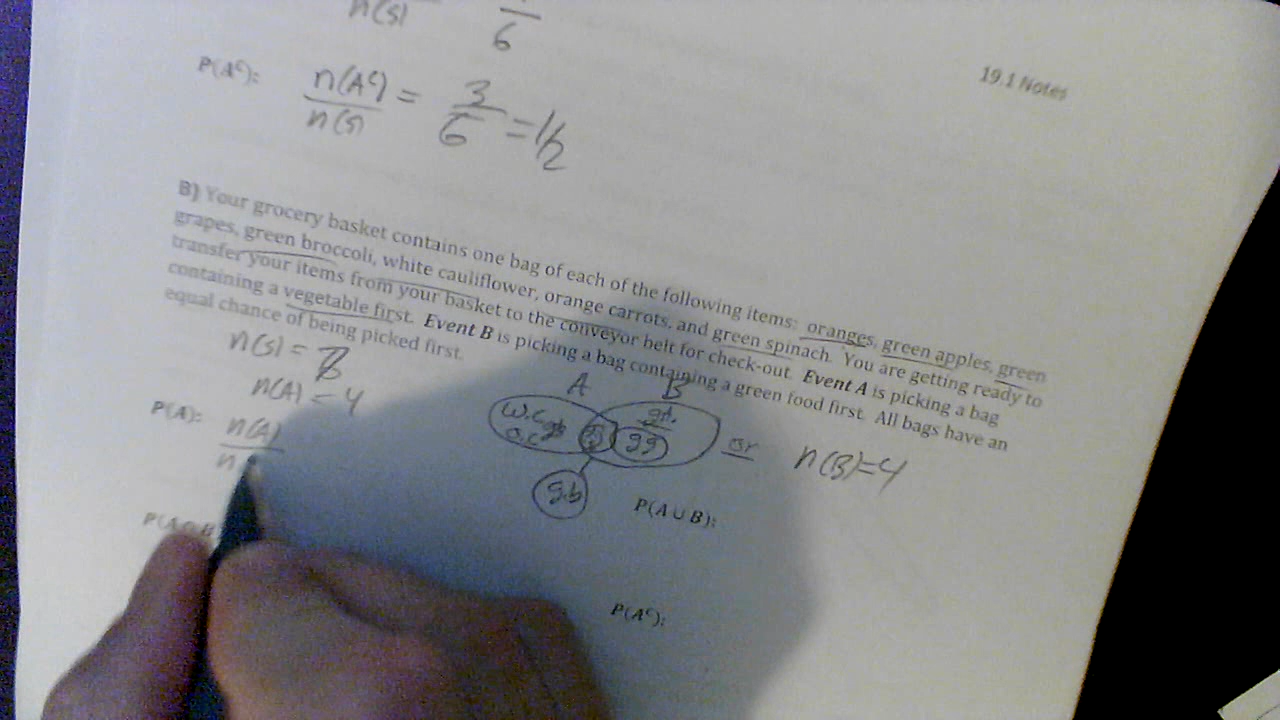 n(s)
6
19.1 Notes
P(Aᶜ): n(Aᶜ)/n(s) = 3/6 = 1/2
B) Your grocery basket contains one bag of each of the following items: oranges, green apples, green
grapes, green broccoli, white cauliflower, orange carrots, and green spinach. You are getting ready to
transfer your items from your basket to the conveyor belt for check-out. Event A is picking a bag
containing a vegetable first. Event B is picking a bag containing a green food first. All bags have an
equal chance of being picked first.
n(s) = 7
n(A) = 4
A B
w.c
o.c
gg
g.b
or n(B)=4
P(A): n(A)/n
P(A ∪ B):
P(A ∩ B
P(Aᶜ):